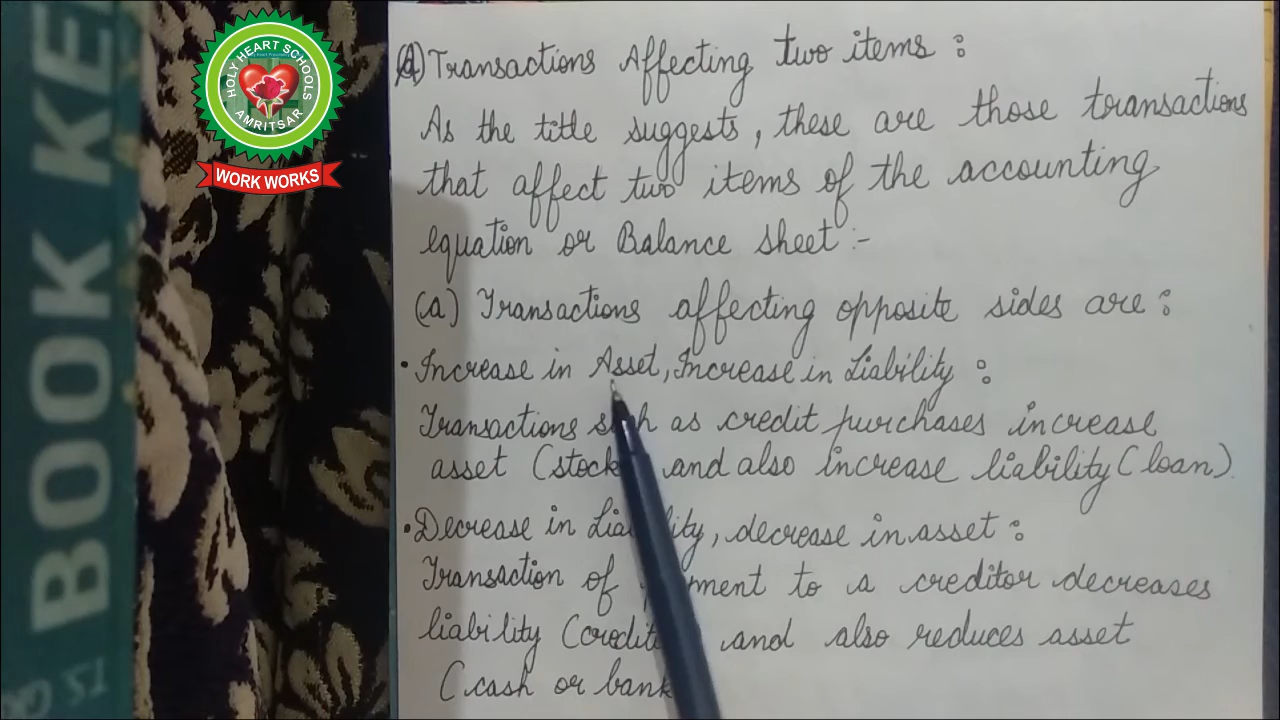 BOOK KE
51
HOLY HEART SCHOOLS
AMRITSAR
WORK WORKS
(A) Transactions Affecting two items :
As the title suggests, these are those transactions
that affect two items of the accounting
equation or Balance sheet :-
(a) Transactions affecting opposite sides are :
• Increase in Asset, Increase in Liability :
Transactions such as credit purchases increase
asset (stock and also increase liability (loan).
• Decrease in Liability, decrease in asset :
Transaction of payment to a creditor decreases
liability (credit and also reduces asset
(cash or bank